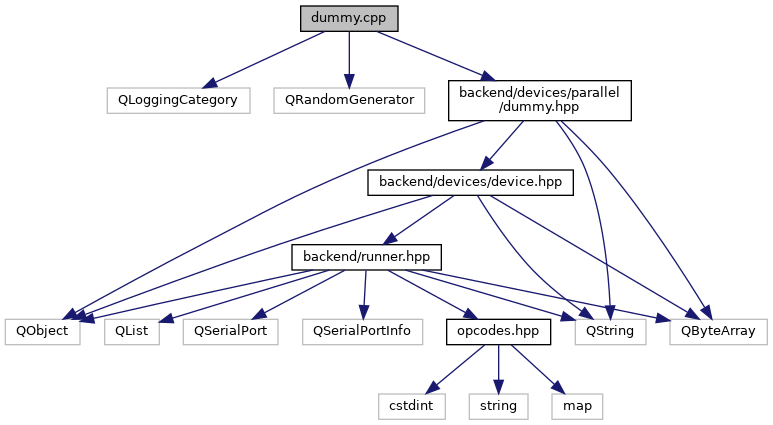 dummy.cpp
QLoggingCategory
QRandomGenerator
backend/devices/parallel
/dummy.hpp
backend/devices/device.hpp
backend/runner.hpp
QObject
QList
QSerialPort
QSerialPortInfo
opcodes.hpp
QString
QByteArray
cstdint
string
map